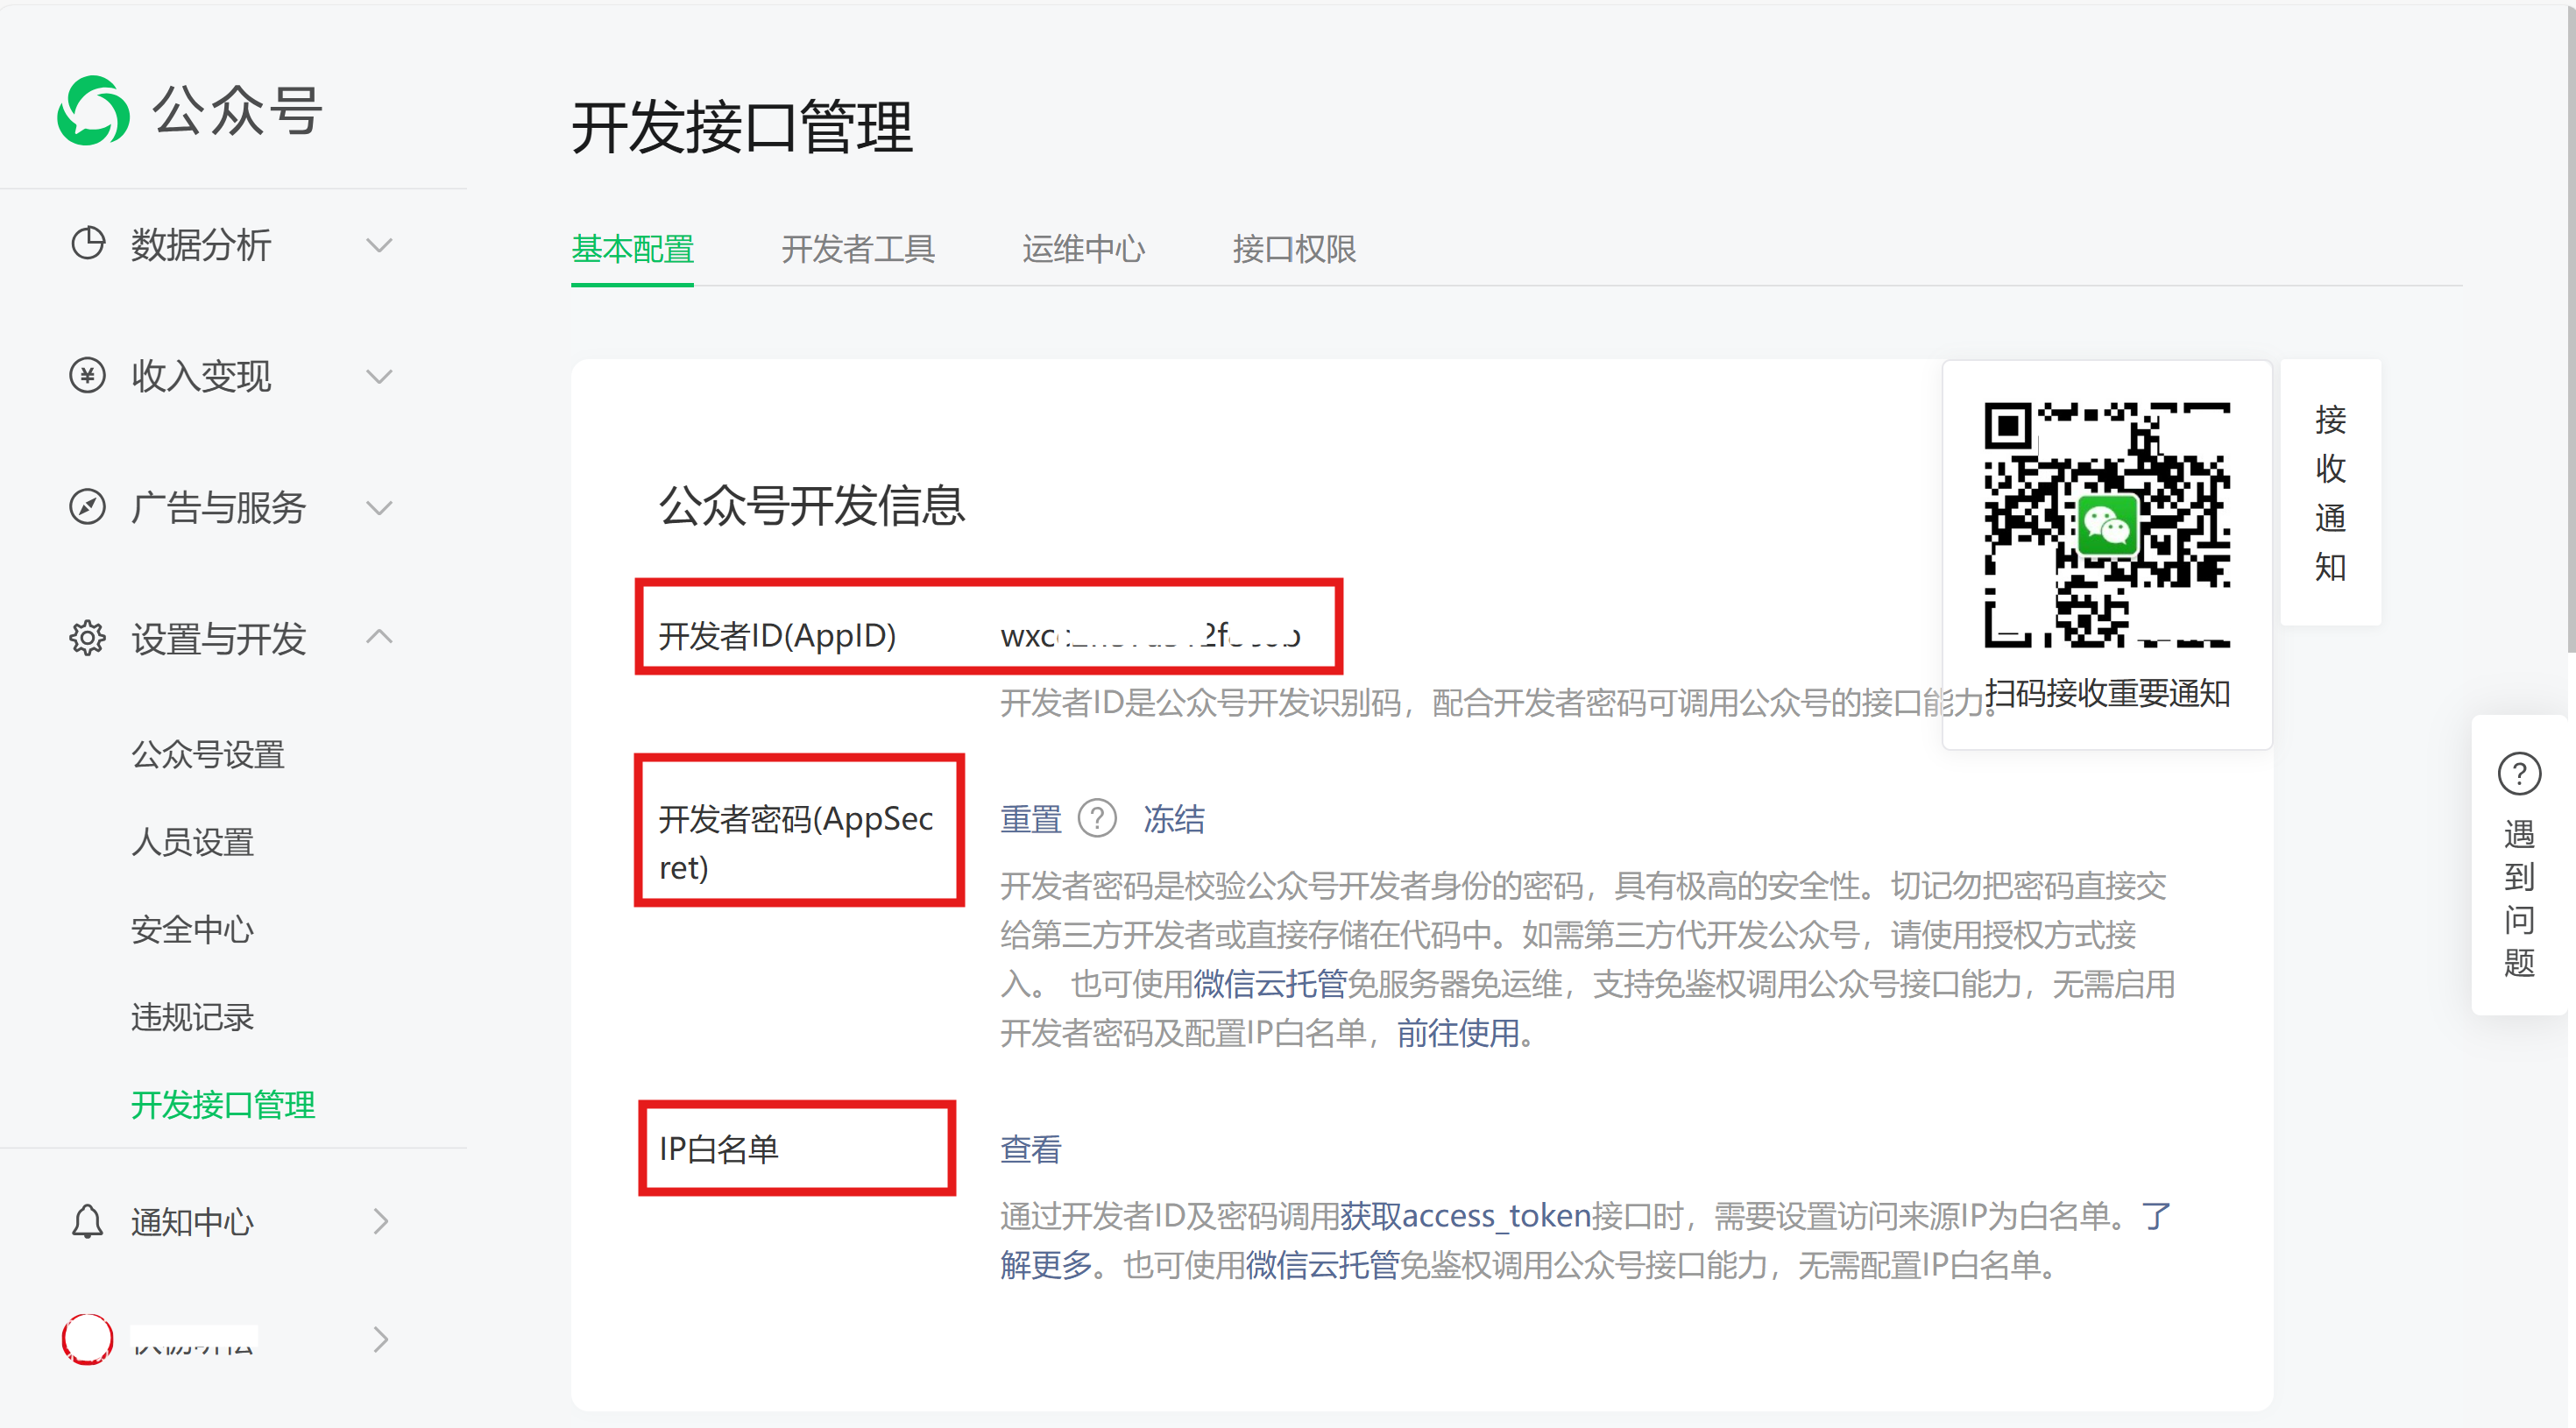 公众号
数据分析
收入变现
广告与服务
设置与开发
公众号设置
人员设置
安全中心
违规记录
开发接口管理
通知中心
开发接口管理
基本配置 开发者工具 运维中心 接口权限
公众号开发信息
开发者ID(AppID)
开发者ID是公众号开发识别码，配合开发者密码可调用公众号的接口能力。
开发者密码(AppSec
ret)
重置 ? 冻结
开发者密码是校验公众号开发者身份的密码，具有极高的安全性。切记勿把密码直接交
给第三方开发者或直接存储在代码中。如需第三方代开发公众号，请使用授权方式接
入。 也可使用微信云托管免服务器免运维，支持免鉴权调用公众号接口能力，无需启用
开发者密码及配置IP白名单，前往使用。
IP白名单 查看
通过开发者ID及密码调用获取access_token接口时，需要设置访问来源IP为白名单。了
解更多。也可使用微信云托管免鉴权调用公众号接口能力，无需配置IP白名单。
扫码接收重要通知
接收通知
?
遇到问题